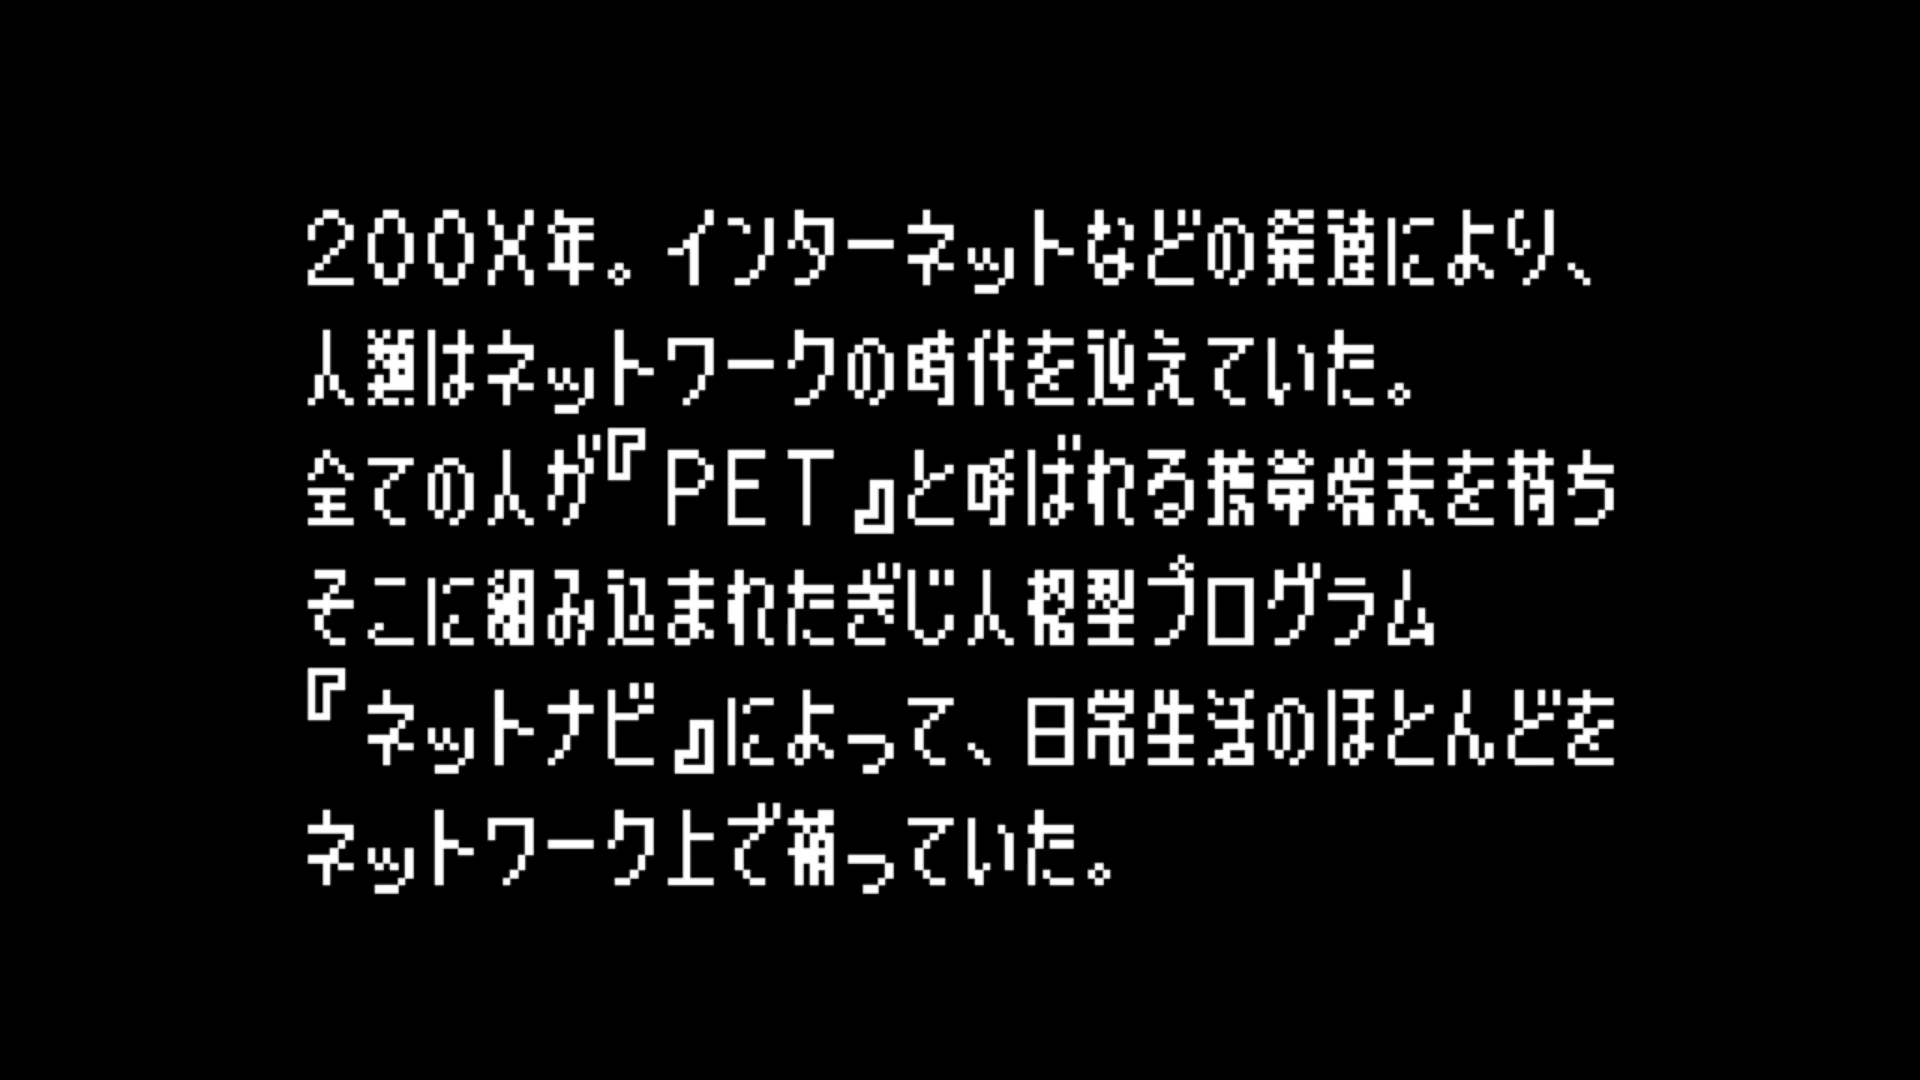 200X年。インターネットなどの発達により、
人類はネットワークの時代を迎えていた。
全ての人が『PET』と呼ばれる携帯端末を持ち
そこに組み込まれたぎじ人格型プログラム
『ネットナビ』によって、日常生活のほとんどを
ネットワーク上で補っていた。